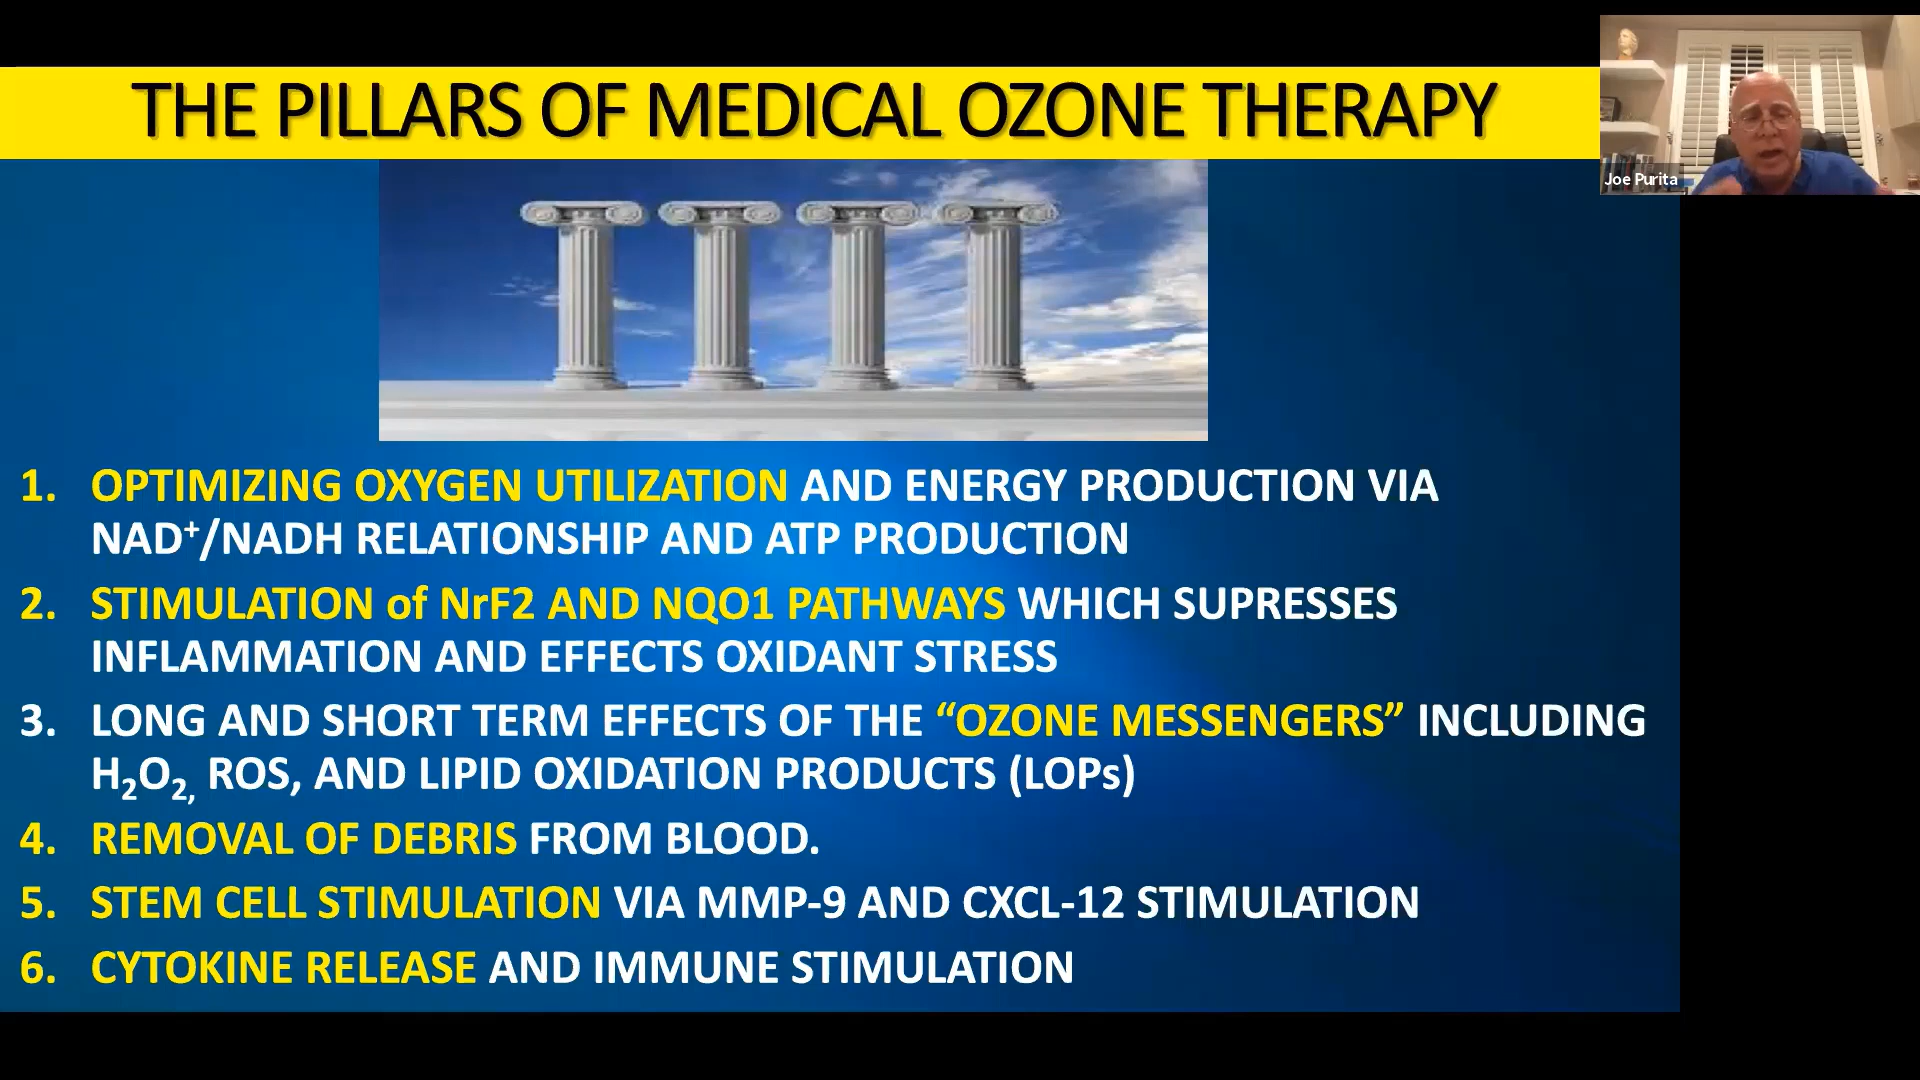 THE PILLARS OF MEDICAL OZONE THERAPY
Joe Purita
1. OPTIMIZING OXYGEN UTILIZATION AND ENERGY PRODUCTION VIA
NAD⁺/NADH RELATIONSHIP AND ATP PRODUCTION
2. STIMULATION of NrF2 AND NQO1 PATHWAYS WHICH SUPRESSES
INFLAMMATION AND EFFECTS OXIDANT STRESS
3. LONG AND SHORT TERM EFFECTS OF THE “OZONE MESSENGERS” INCLUDING
H₂O₂, ROS, AND LIPID OXIDATION PRODUCTS (LOPs)
4. REMOVAL OF DEBRIS FROM BLOOD.
5. STEM CELL STIMULATION VIA MMP-9 AND CXCL-12 STIMULATION
6. CYTOKINE RELEASE AND IMMUNE STIMULATION